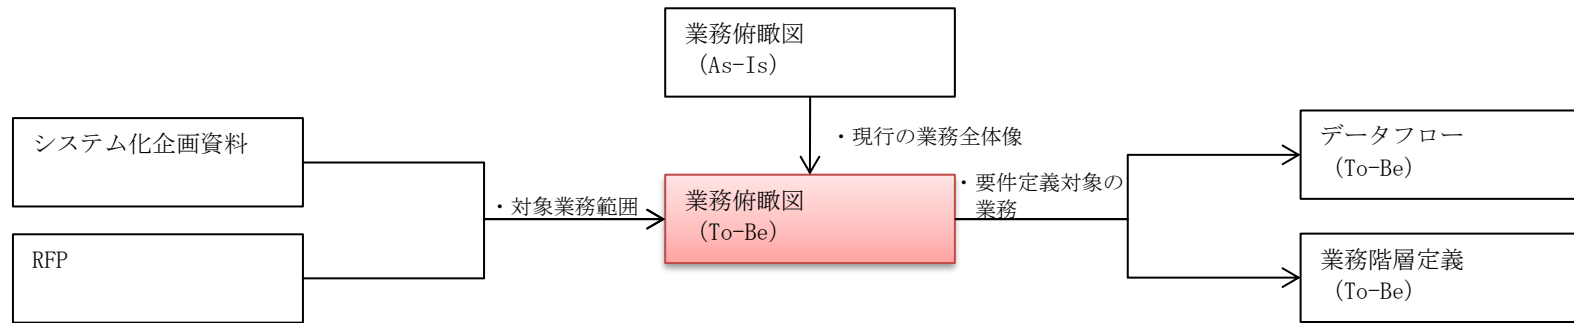 業務俯瞰図
(As-Is)
システム化企画資料
・現行の業務全体像
データフロー
(To-Be)
・対象業務範囲
業務俯瞰図
(To-Be)
・要件定義対象の
業務
RFP
業務階層定義
(To-Be)